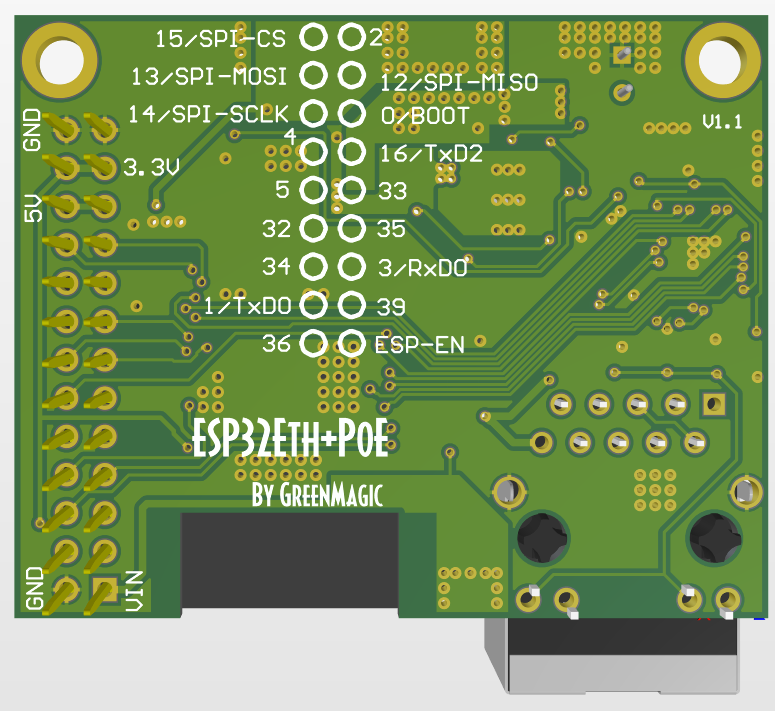 15/SPI-CS 2
13/SPI-MOSI 12/SPI-MISO
14/SPI-SCLK 0/BOOT
V1.1
GND
4 16/TxD2
3.3V
5 33
5V
32 35
34 3/RxD0
1/TxD0 39
36 ESP-EN
ESP32Eth+PoE
By GreenMagic
GND
VIN